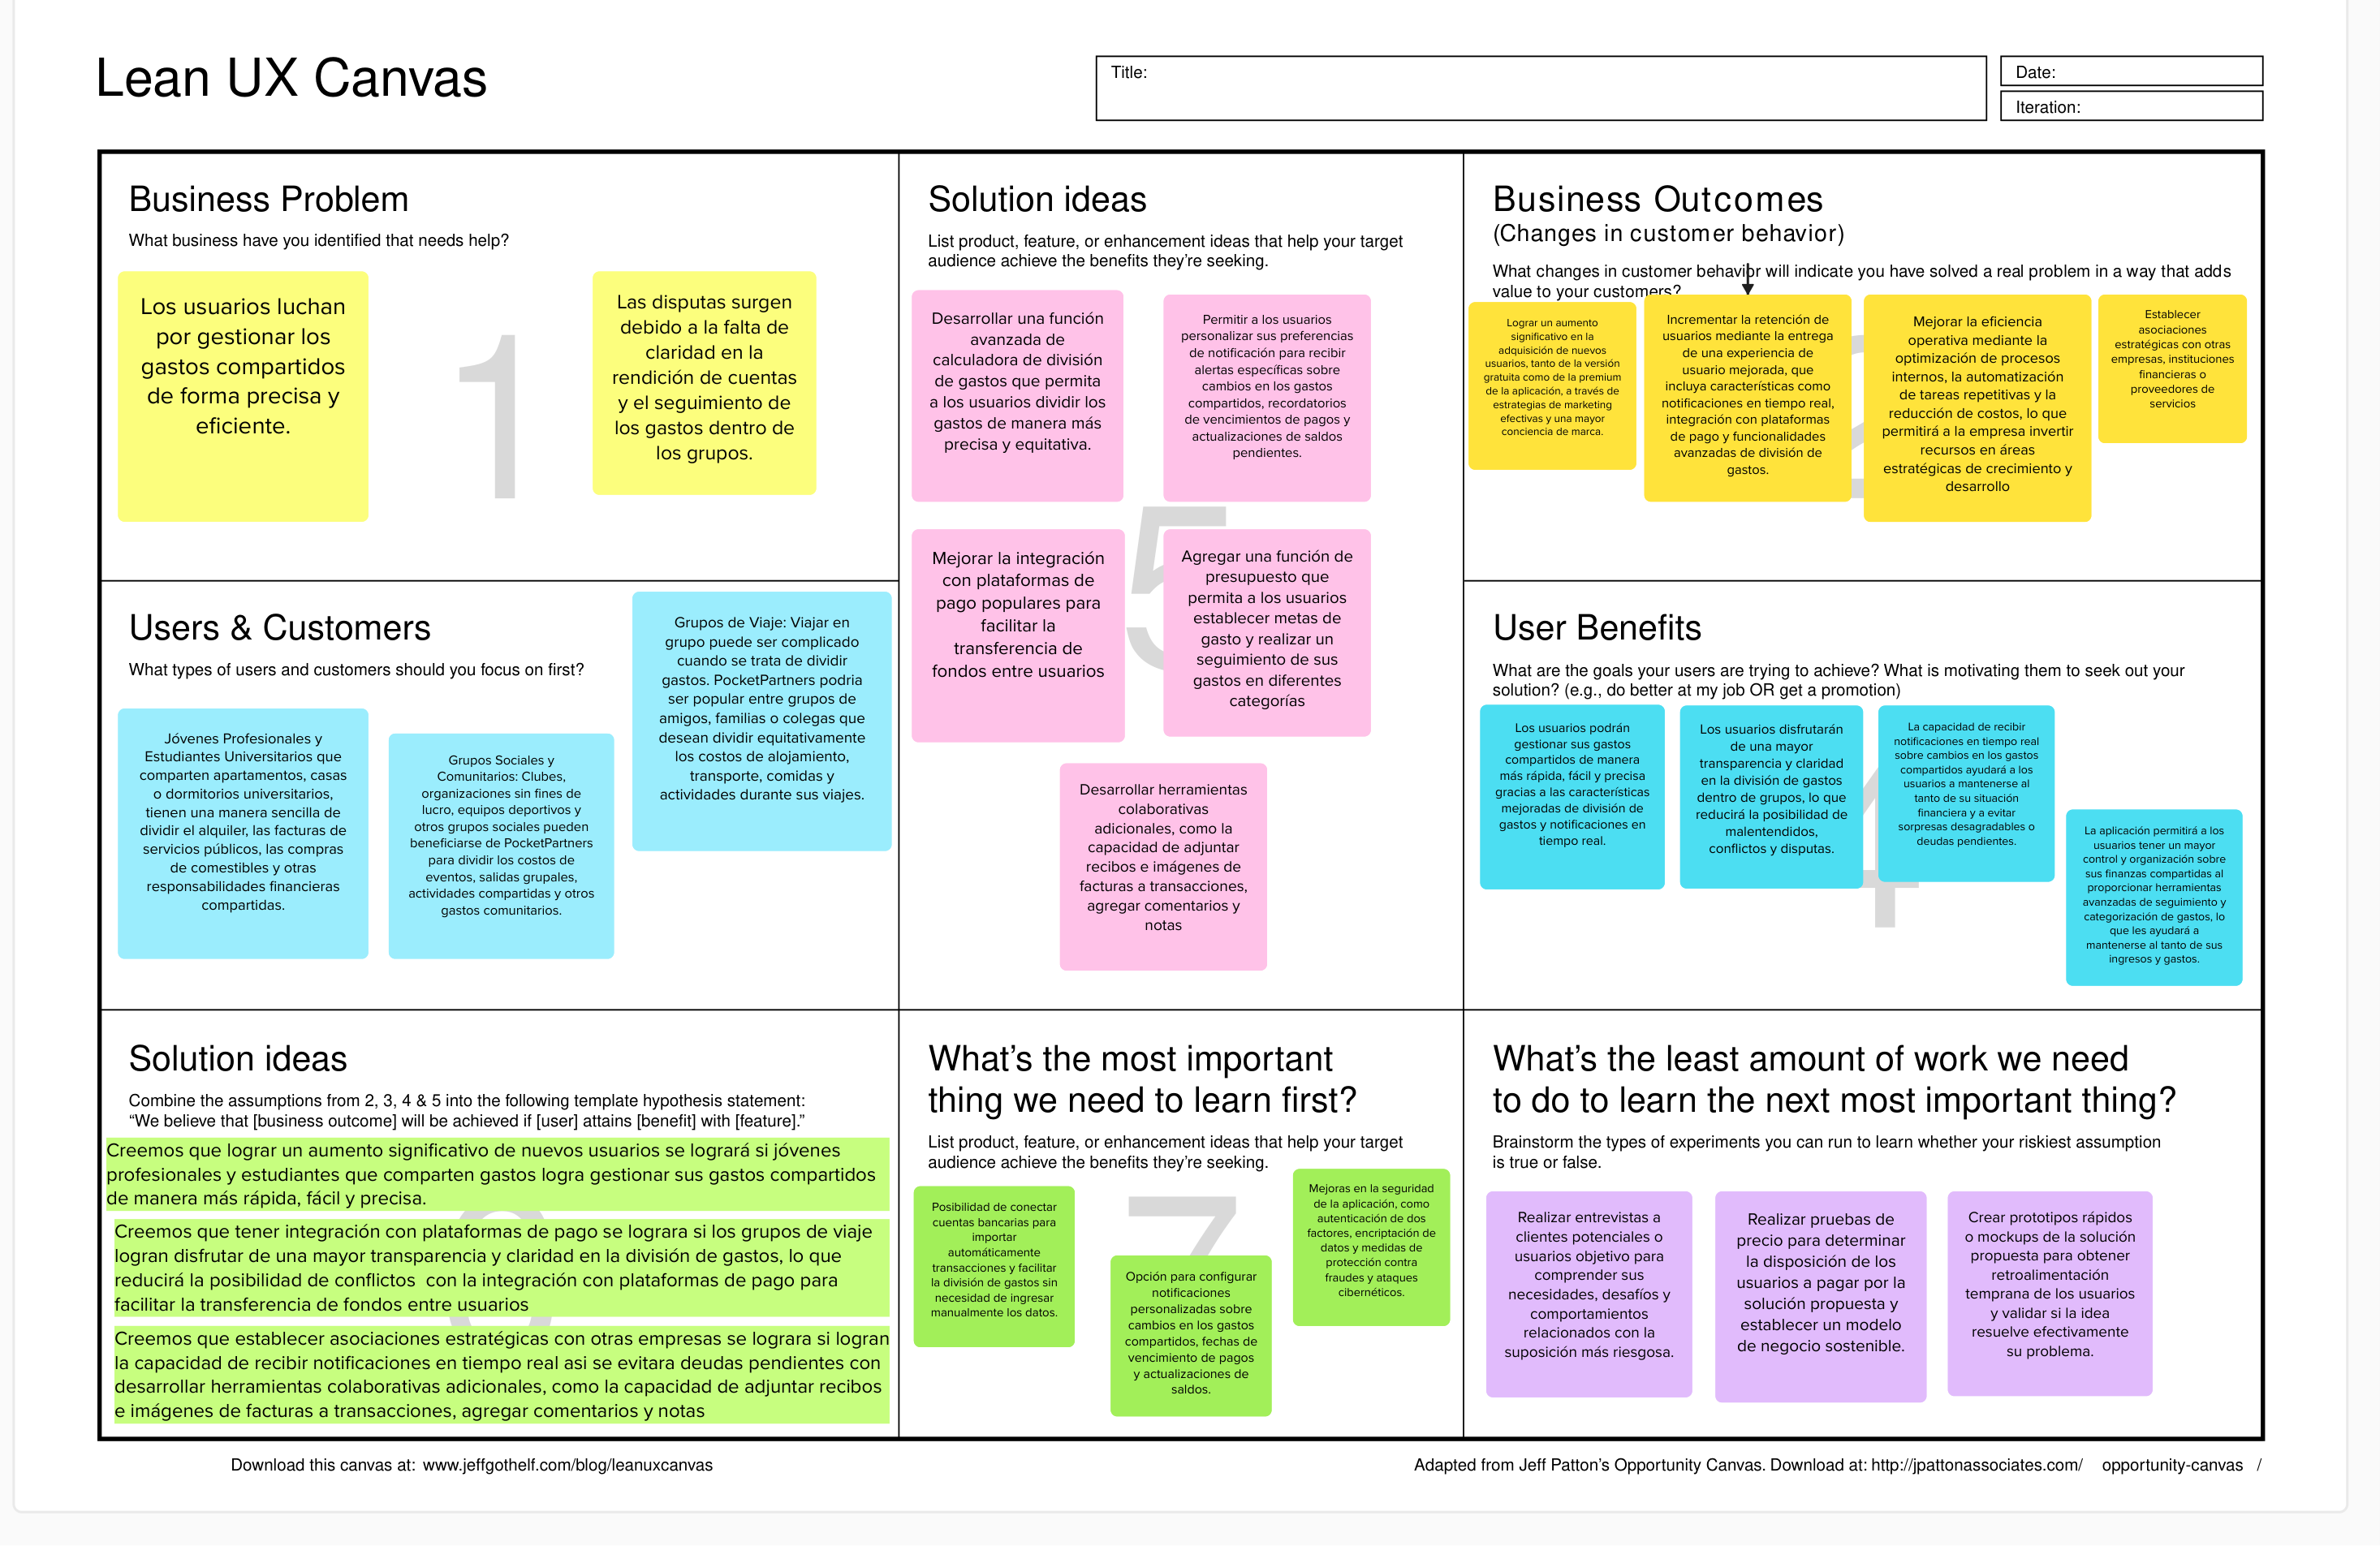 Lean UX Canvas
Title:
Date:
Iteration:
Business Problem
What business have you identified that needs help?
Los usuarios luchan
por gestionar los
gastos compartidos
de forma precisa y
eficiente.
1
Las disputas surgen
debido a la falta de
claridad en la
rendición de cuentas
y el seguimiento de
los gastos dentro de
los grupos.
Solution ideas
List product, feature, or enhancement ideas that help your target
audience achieve the benefits they’re seeking.
Desarrollar una función
avanzada de
calculadora de división
de gastos que permita
a los usuarios dividir los
gastos de manera más
precisa y equitativa.
Permitir a los usuarios
personalizar sus preferencias
de notificación para recibir
alertas específicas sobre
cambios en los gastos
compartidos, recordatorios
de vencimientos de pagos y
actualizaciones de saldos
pendientes.
5
Mejorar la integración
con plataformas de
pago populares para
facilitar la
transferencia de
fondos entre usuarios
Agregar una función de
presupuesto que
permita a los usuarios
establecer metas de
gasto y realizar un
seguimiento de sus
gastos en diferentes
categorías
Desarrollar herramientas
colaborativas
adicionales, como la
capacidad de adjuntar
recibos e imágenes de
facturas a transacciones,
agregar comentarios y
notas
Business Outcomes
(Changes in customer behavior)
What changes in customer behavior will indicate you have solved a real problem in a way that adds
value to your customers?
Lograr un aumento
significativo en la
adquisición de nuevos
usuarios, tanto de la versión
gratuita como de la premium
de la aplicación, a través de
estrategias de marketing
efectivas y una mayor
conciencia de marca.
Incrementar la retención de
usuarios mediante la entrega
de una experiencia de
usuario mejorada, que
incluya características como
notificaciones en tiempo real,
integración con plataformas
de pago y funcionalidades
avanzadas de división de
gastos.
Mejorar la eficiencia
operativa mediante la
optimización de procesos
internos, la automatización
de tareas repetitivas y la
reducción de costos, lo que
permitirá a la empresa invertir
recursos en áreas
estratégicas de crecimiento y
desarrollo
Establecer
asociaciones
estratégicas con otras
empresas, instituciones
financieras o
proveedores de
servicios
Users & Customers
What types of users and customers should you focus on first?
Jóvenes Profesionales y
Estudiantes Universitarios que
comparten apartamentos, casas
o dormitorios universitarios,
tienen una manera sencilla de
dividir el alquiler, las facturas de
servicios públicos, las compras
de comestibles y otras
responsabilidades financieras
compartidas.
Grupos Sociales y
Comunitarios: Clubes,
organizaciones sin fines de
lucro, equipos deportivos y
otros grupos sociales pueden
beneficiarse de PocketPartners
para dividir los costos de
eventos, salidas grupales,
actividades compartidas y otros
gastos comunitarios.
Grupos de Viaje: Viajar en
grupo puede ser complicado
cuando se trata de dividir
gastos. PocketPartners podria
ser popular entre grupos de
amigos, familias o colegas que
desean dividir equitativamente
los costos de alojamiento,
transporte, comidas y
actividades durante sus viajes.
User Benefits
What are the goals your users are trying to achieve? What is motivating them to seek out your
solution? (e.g., do better at my job OR get a promotion)
Los usuarios podrán
gestionar sus gastos
compartidos de manera
más rápida, fácil y precisa
gracias a las características
mejoradas de división de
gastos y notificaciones en
tiempo real.
Los usuarios disfrutarán
de una mayor
transparencia y claridad
en la división de gastos
dentro de grupos, lo que
reducirá la posibilidad de
malentendidos,
conflictos y disputas.
La capacidad de recibir
notificaciones en tiempo real
sobre cambios en los gastos
compartidos ayudará a los
usuarios a mantenerse al
tanto de su situación
financiera y a evitar
sorpresas desagradables o
deudas pendientes.
4
La aplicación permitirá a los
usuarios tener un mayor
control y organización sobre
sus finanzas compartidas al
proporcionar herramientas
avanzadas de seguimiento y
categorización de gastos, lo
que les ayudará a
mantenerse al tanto de sus
ingresos y gastos.
Solution ideas
Combine the assumptions from 2, 3, 4 & 5 into the following template hypothesis statement:
“We believe that [business outcome] will be achieved if [user] attains [benefit] with [feature].”
Creemos que lograr un aumento significativo de nuevos usuarios se logrará si jóvenes
profesionales y estudiantes que comparten gastos logra gestionar sus gastos compartidos
de manera más rápida, fácil y precisa.
Creemos que tener integración con plataformas de pago se lograra si los grupos de viaje
logran disfrutar de una mayor transparencia y claridad en la división de gastos, lo que
reducirá la posibilidad de conflictos  con la integración con plataformas de pago para
facilitar la transferencia de fondos entre usuarios
Creemos que establecer asociaciones estratégicas con otras empresas se lograra si logran
la capacidad de recibir notificaciones en tiempo real asi se evitara deudas pendientes con
desarrollar herramientas colaborativas adicionales, como la capacidad de adjuntar recibos
e imágenes de facturas a transacciones, agregar comentarios y notas
What’s the most important
thing we need to learn first?
List product, feature, or enhancement ideas that help your target
audience achieve the benefits they’re seeking.
Posibilidad de conectar
cuentas bancarias para
importar
automáticamente
transacciones y facilitar
la división de gastos sin
necesidad de ingresar
manualmente los datos.
7
Opción para configurar
notificaciones
personalizadas sobre
cambios en los gastos
compartidos, fechas de
vencimiento de pagos
y actualizaciones de
saldos.
Mejoras en la seguridad
de la aplicación, como
autenticación de dos
factores, encriptación de
datos y medidas de
protección contra
fraudes y ataques
cibernéticos.
What’s the least amount of work we need
to do to learn the next most important thing?
Brainstorm the types of experiments you can run to learn whether your riskiest assumption
is true or false.
Realizar entrevistas a
clientes potenciales o
usuarios objetivo para
comprender sus
necesidades, desafíos y
comportamientos
relacionados con la
suposición más riesgosa.
Realizar pruebas de
precio para determinar
la disposición de los
usuarios a pagar por la
solución propuesta y
establecer un modelo
de negocio sostenible.
Crear prototipos rápidos
o mockups de la solución
propuesta para obtener
retroalimentación
temprana de los usuarios
y validar si la idea
resuelve efectivamente
su problema.
Download this canvas at: www.jeffgothelf.com/blog/leanuxcanvas
Adapted from Jeff Patton’s Opportunity Canvas. Download at: http://jpattonassociates.com/ opportunity-canvas /